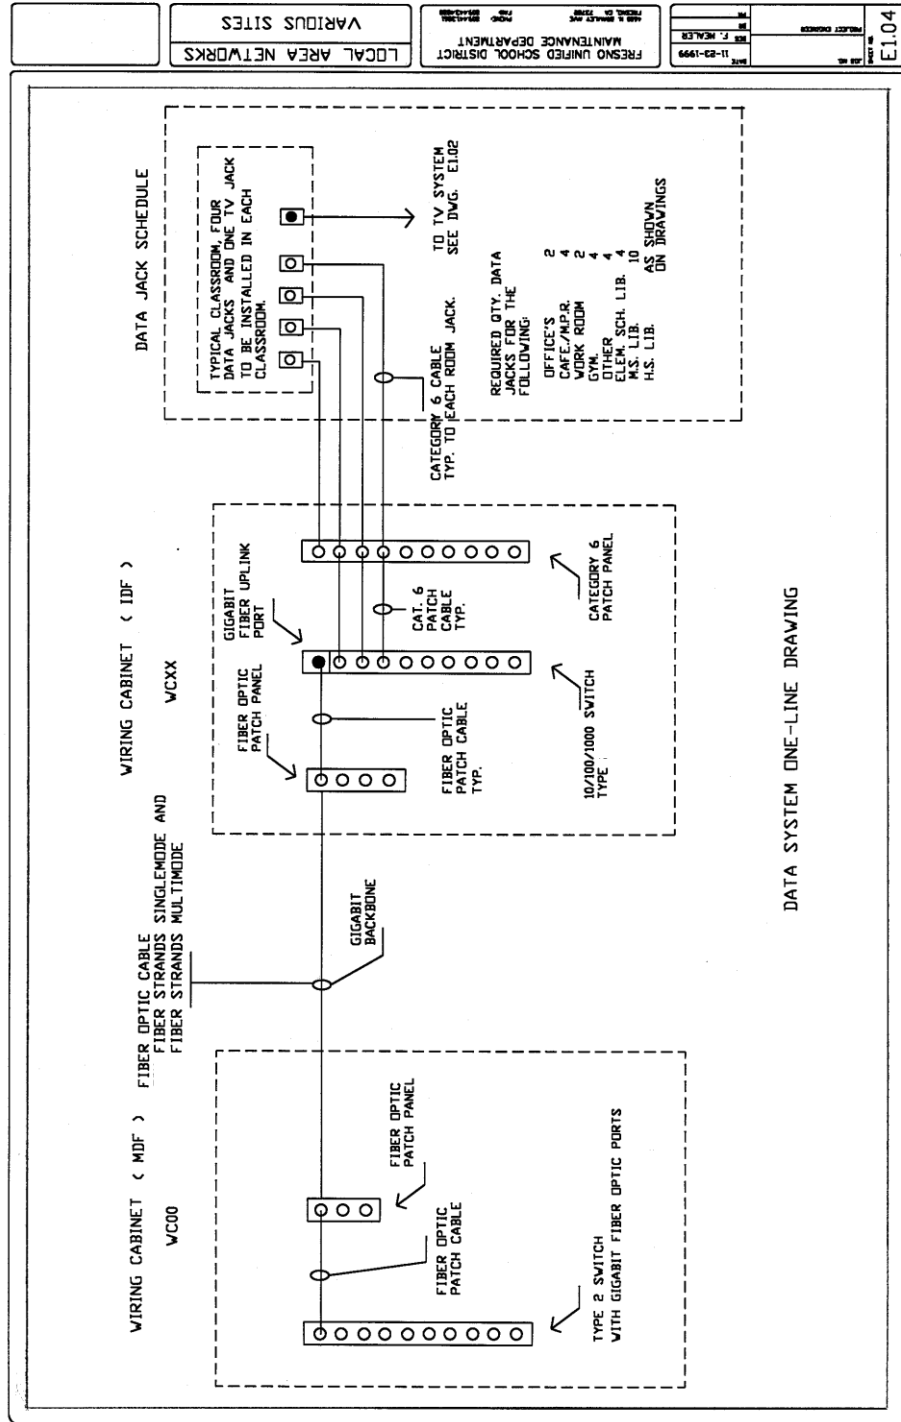 WIRING CABINET ( MDF )
WC00
FIBER OPTIC CABLE
FIBER STRANDS SINGLEMODE AND
FIBER STRANDS MULTIMODE
WIRING CABINET ( IDF )
WCXX
DATA JACK SCHEDULE
TYPICAL CLASSROOM, FOUR
DATA JACKS AND ONE TV JACK
TO BE INSTALLED IN EACH
CLASSROOM.
FIBER OPTIC
PATCH PANEL
GIGABIT
FIBER UPLINK
PORT
GIGABIT
BACKBONE
FIBER OPTIC
PATCH PANEL
FIBER OPTIC
PATCH CABLE
FIBER OPTIC
PATCH CABLE
TYP.
CAT. 6
PATCH
CABLE
TYP.
CATEGORY 6 CABLE
TYP. TO EACH ROOM JACK.
TO TV SYSTEM
SEE DWG. E1.02
REQUIRED QTY. DATA
JACKS FOR THE
FOLLOWING:
OFFICE'S 2
CAFE./M.P.R. 4
WORK ROOM 2
GYM. 4
OTHER 4
ELEM. SCH. LIB. 4
M.S. LIB. 10
H.S. LIB. AS SHOWN
ON DRAWINGS
TYPE 2 SWITCH
WITH GIGABIT FIBER OPTIC PORTS
10/100/1000 SWITCH
TYPE
CATEGORY 6
PATCH PANEL
DATA SYSTEM ONE-LINE DRAWING
LOCAL AREA NETWORKS
VARIOUS SITES
FRESNO UNIFIED SCHOOL DISTRICT
MAINTENANCE DEPARTMENT
DATE
11-23-1999
F. NEALER
JOB NO.
PROJECT ENGINEER
SHEET NO.
E1.04